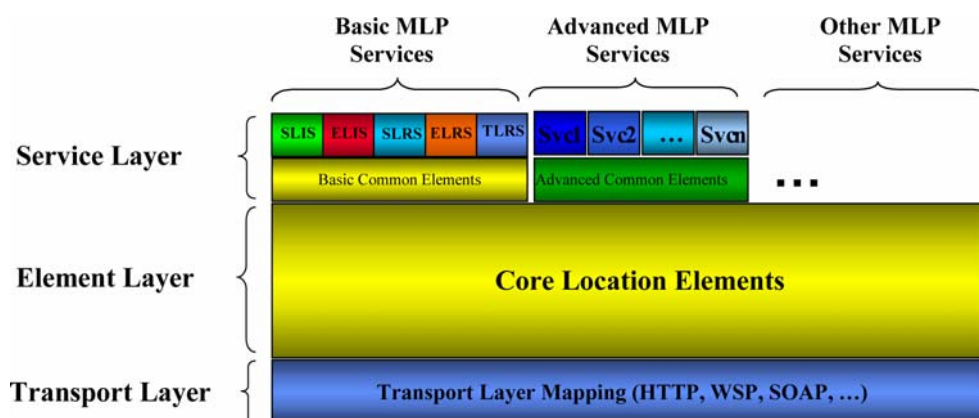 Basic MLP
Services
Advanced MLP
Services
Other MLP
Services
Service Layer
SLIS ELIS SLRS ELRS TLRS
Svc1 Svc2 ... Svcn
Basic Common Elements
Advanced Common Elements
...
Element Layer
Core Location Elements
Transport Layer
Transport Layer Mapping (HTTP, WSP, SOAP, …)